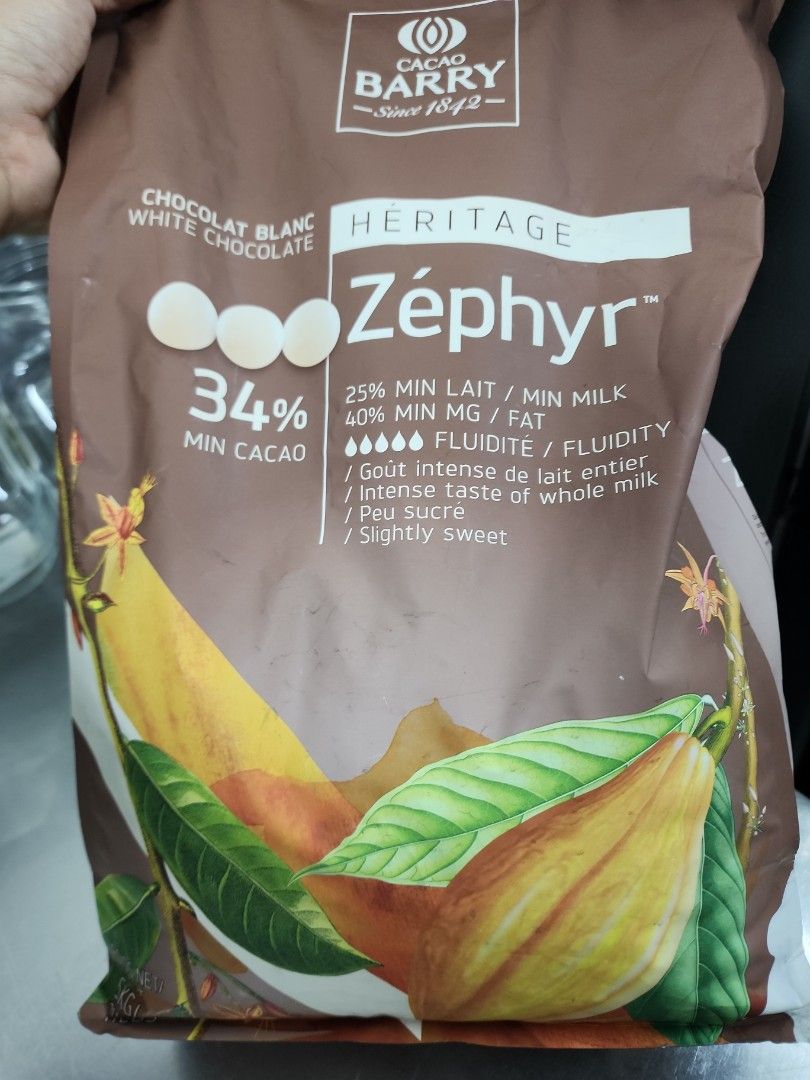 CACAO
BARRY
Since 1842
CHOCOLAT BLANC
WHITE CHOCOLATE
HÉRITAGE
Zéphyr™
34%
MIN CACAO
25% MIN LAIT / MIN MILK
40% MIN MG / FAT
FLUIDITÉ / FLUIDITY
/ Goût intense de lait entier
/ Intense taste of whole milk
/ Peu sucré
/ Slightly sweet
NET/